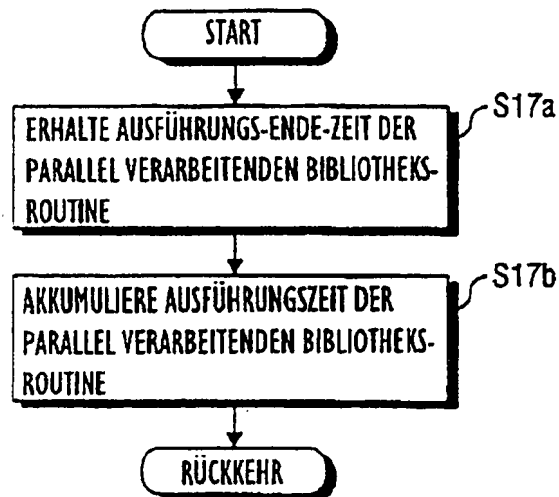 START
S17a
ERHALTE AUSFÜHRUNGS-ENDE-ZEIT DER
PARALLEL VERARBEITENDEN BIBLIOTHEKS-
ROUTINE
S17b
AKKUMULIERE AUSFÜHRUNGSZEIT DER
PARALLEL VERARBEITENDEN BIBLIOTHEKS-
ROUTINE
RÜCKKEHR